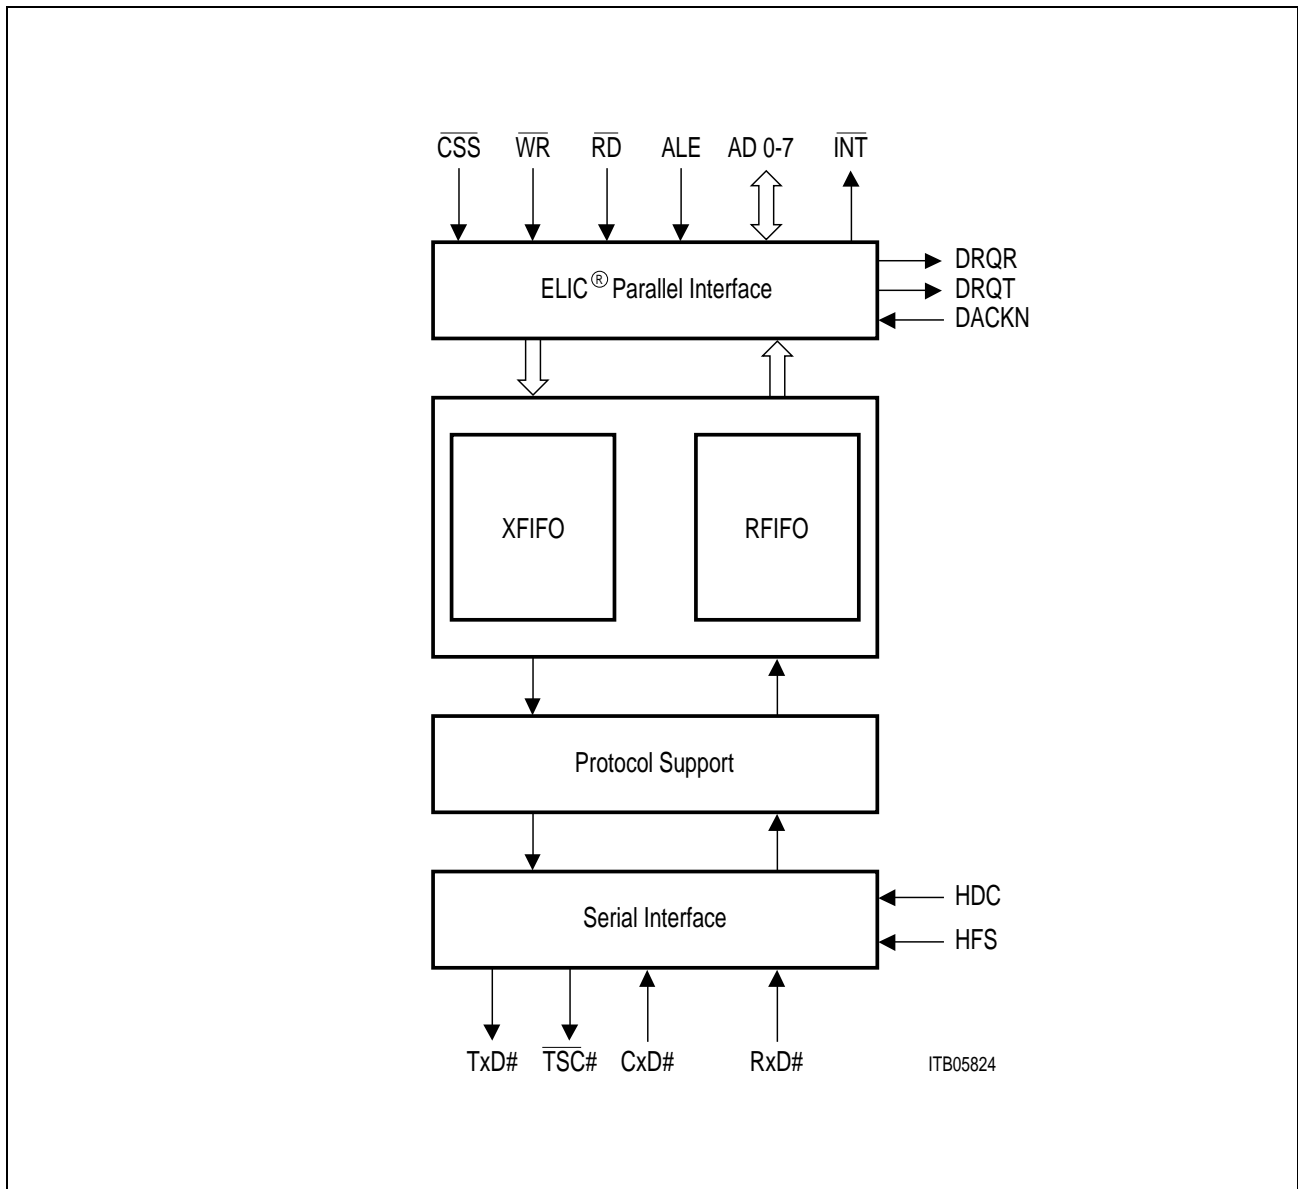 CSS WR RD ALE AD 0-7 INT
DRQR
ELIC® Parallel Interface
DRQT
DACKN
XFIFO RFIFO
Protocol Support
HDC
Serial Interface
HFS
TxD# TSC# CxD# RxD# ITB05824